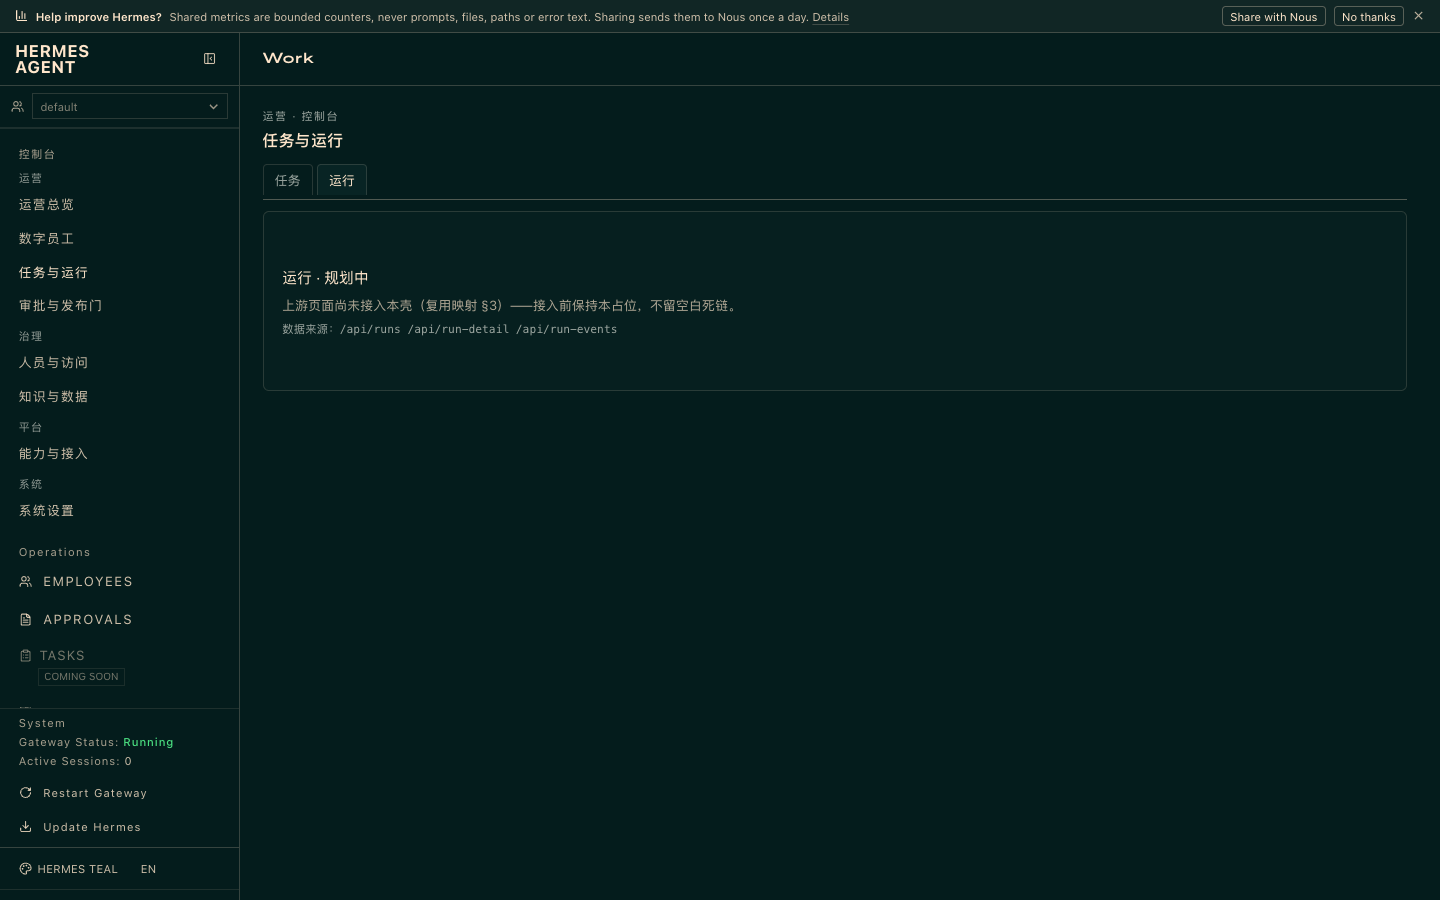 Help improve Hermes? Shared metrics are bounded counters, never prompts, files, paths or error text. Sharing sends them to Nous once a day. Details
Share with Nous
No thanks
HERMES
AGENT
Work
default
控制台
运营
运营总览
数字员工
任务与运行
审批与发布门
治理
人员与访问
知识与数据
平台
能力与接入
系统
系统设置
Operations
EMPLOYEES
APPROVALS
TASKS
COMING SOON
System
Gateway Status: Running
Active Sessions: 0
Restart Gateway
Update Hermes
HERMES TEAL
EN
运营 · 控制台
任务与运行
任务
运行
运行 · 规划中
上游页面尚未接入本壳（复用映射 §3）——接入前保持本占位，不留空白死链。
数据来源：/api/runs /api/run-detail /api/run-events